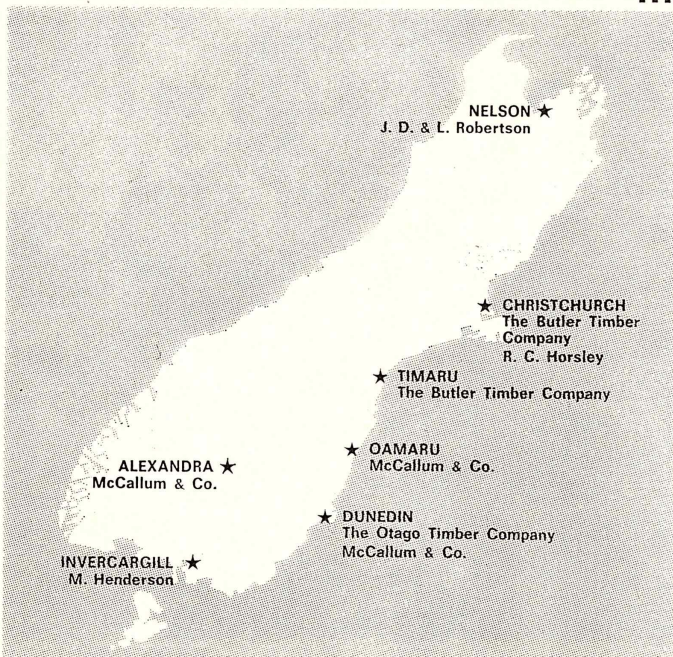 NELSON ★
J. D. & L. Robertson
★ CHRISTCHURCH
The Butler Timber
Company
R. C. Horsley
★ TIMARU
The Butler Timber Company
★ OAMARU
McCallum & Co.
ALEXANDRA ★
McCallum & Co.
★ DUNEDIN
The Otago Timber Company
McCallum & Co.
INVERCARGILL ★
M. Henderson